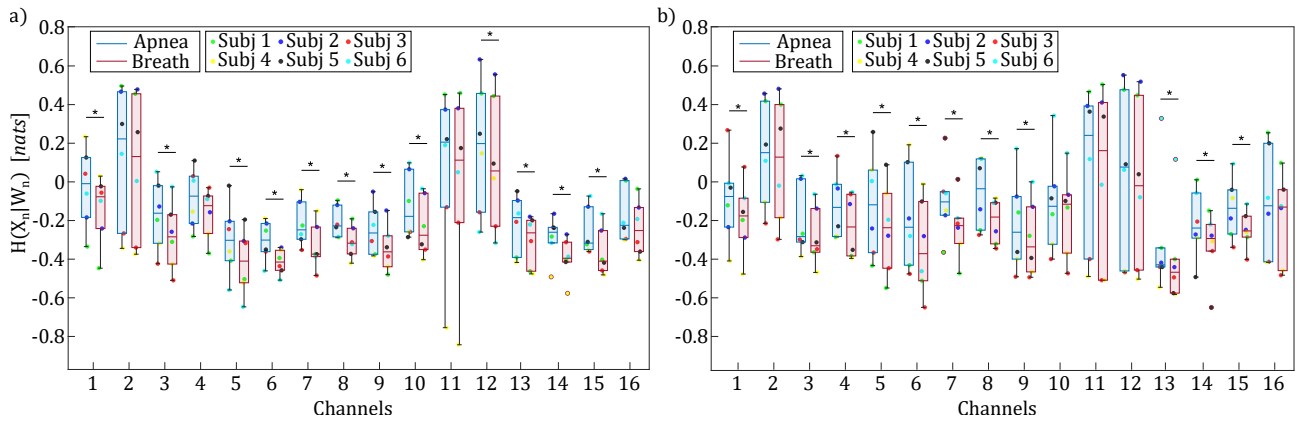 a)
H(X_n|W_n) [nats]
0.8
0.6
0.4
0.2
0
-0.2
-0.4
-0.6
-0.8
Apnea
Breath
Subj 1 Subj 2 Subj 3
Subj 4 Subj 5 Subj 6
* * * * * * * * * * * *
1 2 3 4 5 6 7 8 9 10 11 12 13 14 15 16
Channels
b)
0.8
0.6
0.4
0.2
0
-0.2
-0.4
-0.6
-0.8
Apnea
Breath
Subj 1 Subj 2 Subj 3
Subj 4 Subj 5 Subj 6
* * * * * * * * * * *
1 2 3 4 5 6 7 8 9 10 11 12 13 14 15 16
Channels